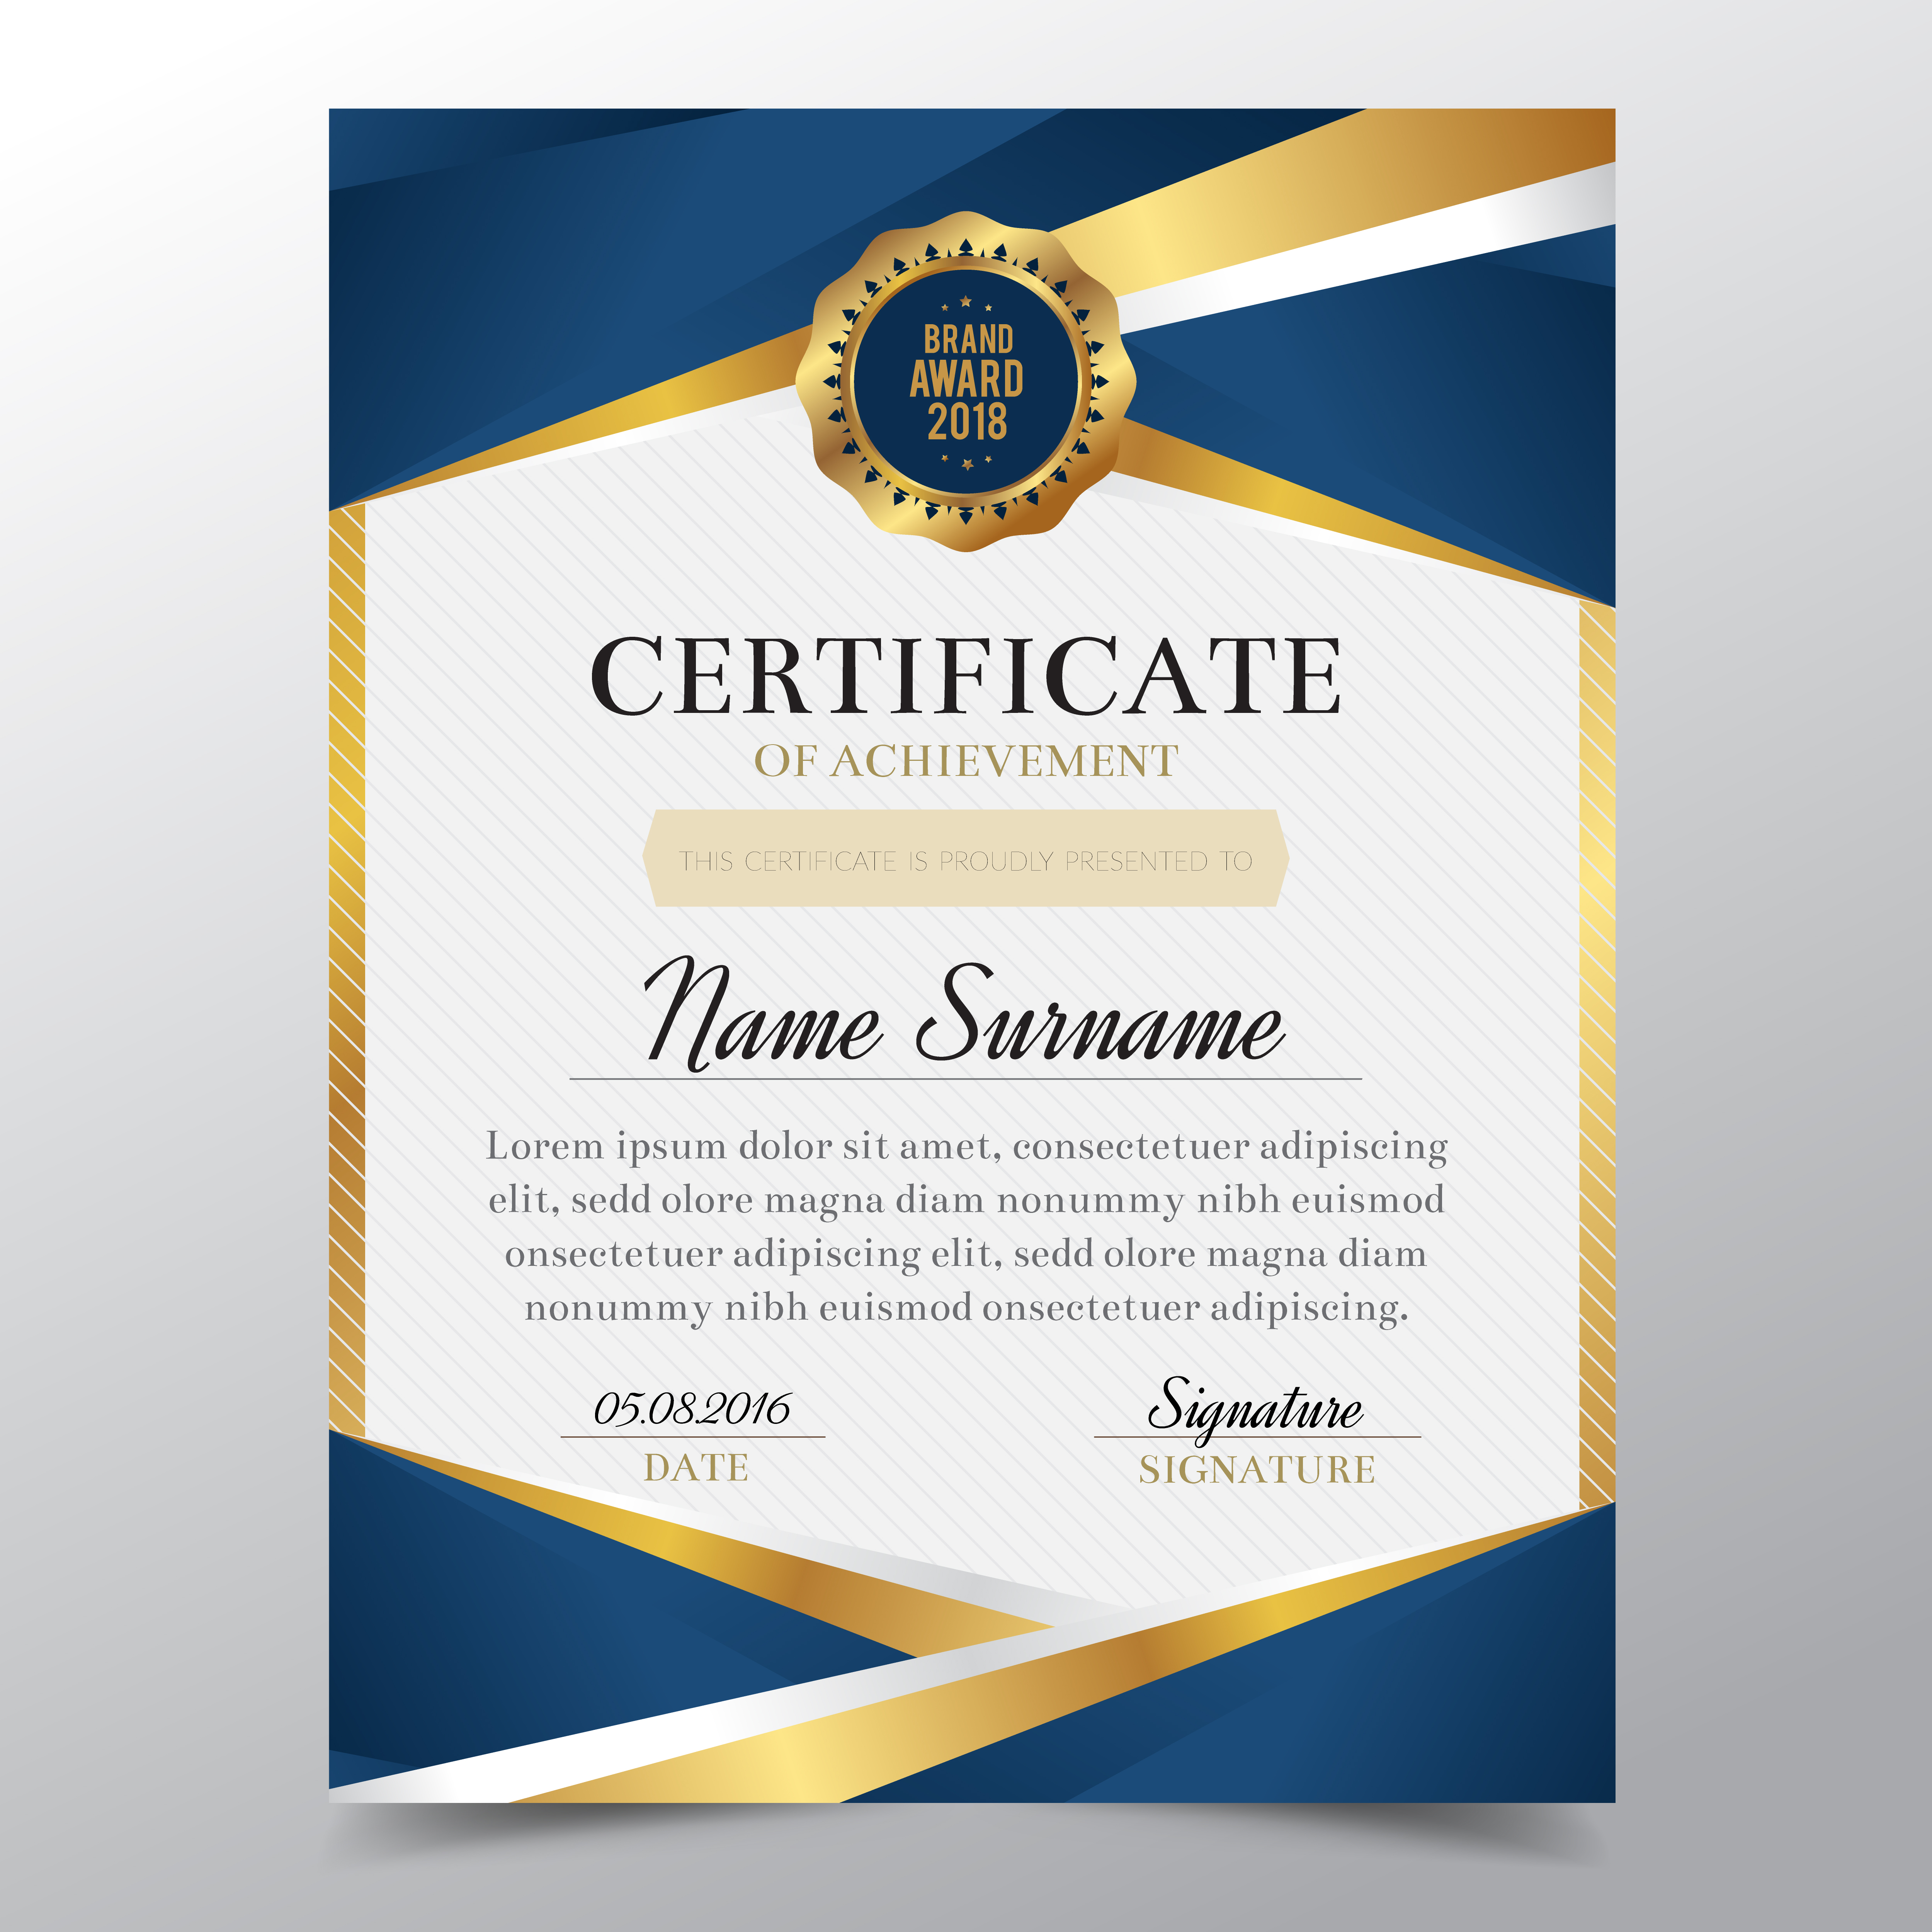 BRAND
AWARD
2018
CERTIFICATE
OF ACHIEVEMENT
THIS CERTIFICATE IS PROUDLY PRESENTED TO
Name Surname
Lorem ipsum dolor sit amet, consectetuer adipiscing
elit, sedd olore magna diam nonummy nibh euismod
onsectetuer adipiscing elit, sedd olore magna diam
nonummy nibh euismod onsectetuer adipiscing.
05.08.2016
DATE
Signature
SIGNATURE